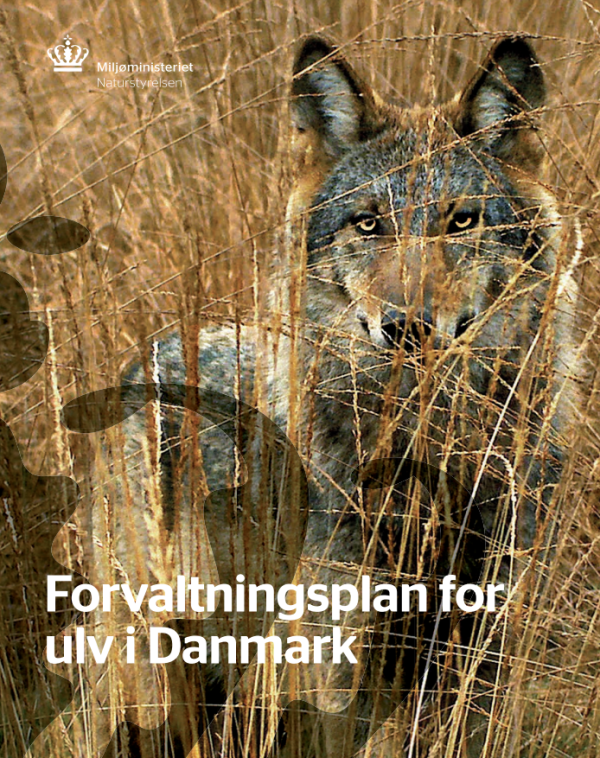 Miljøministeriet
Naturstyrelsen
Forvaltningsplan for
ulv i Danmark